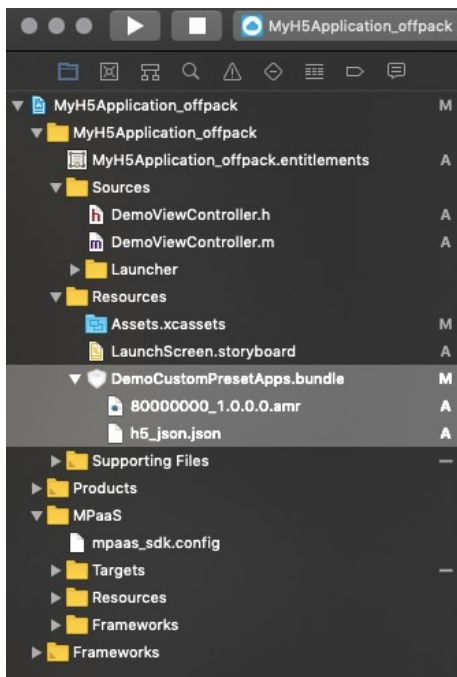 MyH5Application_offpack
MyH5Application_offpack M
MyH5Application_offpack
MyH5Application_offpack.entitlements A
Sources
h DemoViewController.h A
m DemoViewController.m A
Launcher
Resources
Assets.xcassets M
LaunchScreen.storyboard A
DemoCustomPresetApps.bundle M
80000000_1.0.0.0.amr A
h5_json.json A
Supporting Files
Products
MPaaS
mpaas_sdk.config
Targets
Resources
Frameworks
Frameworks